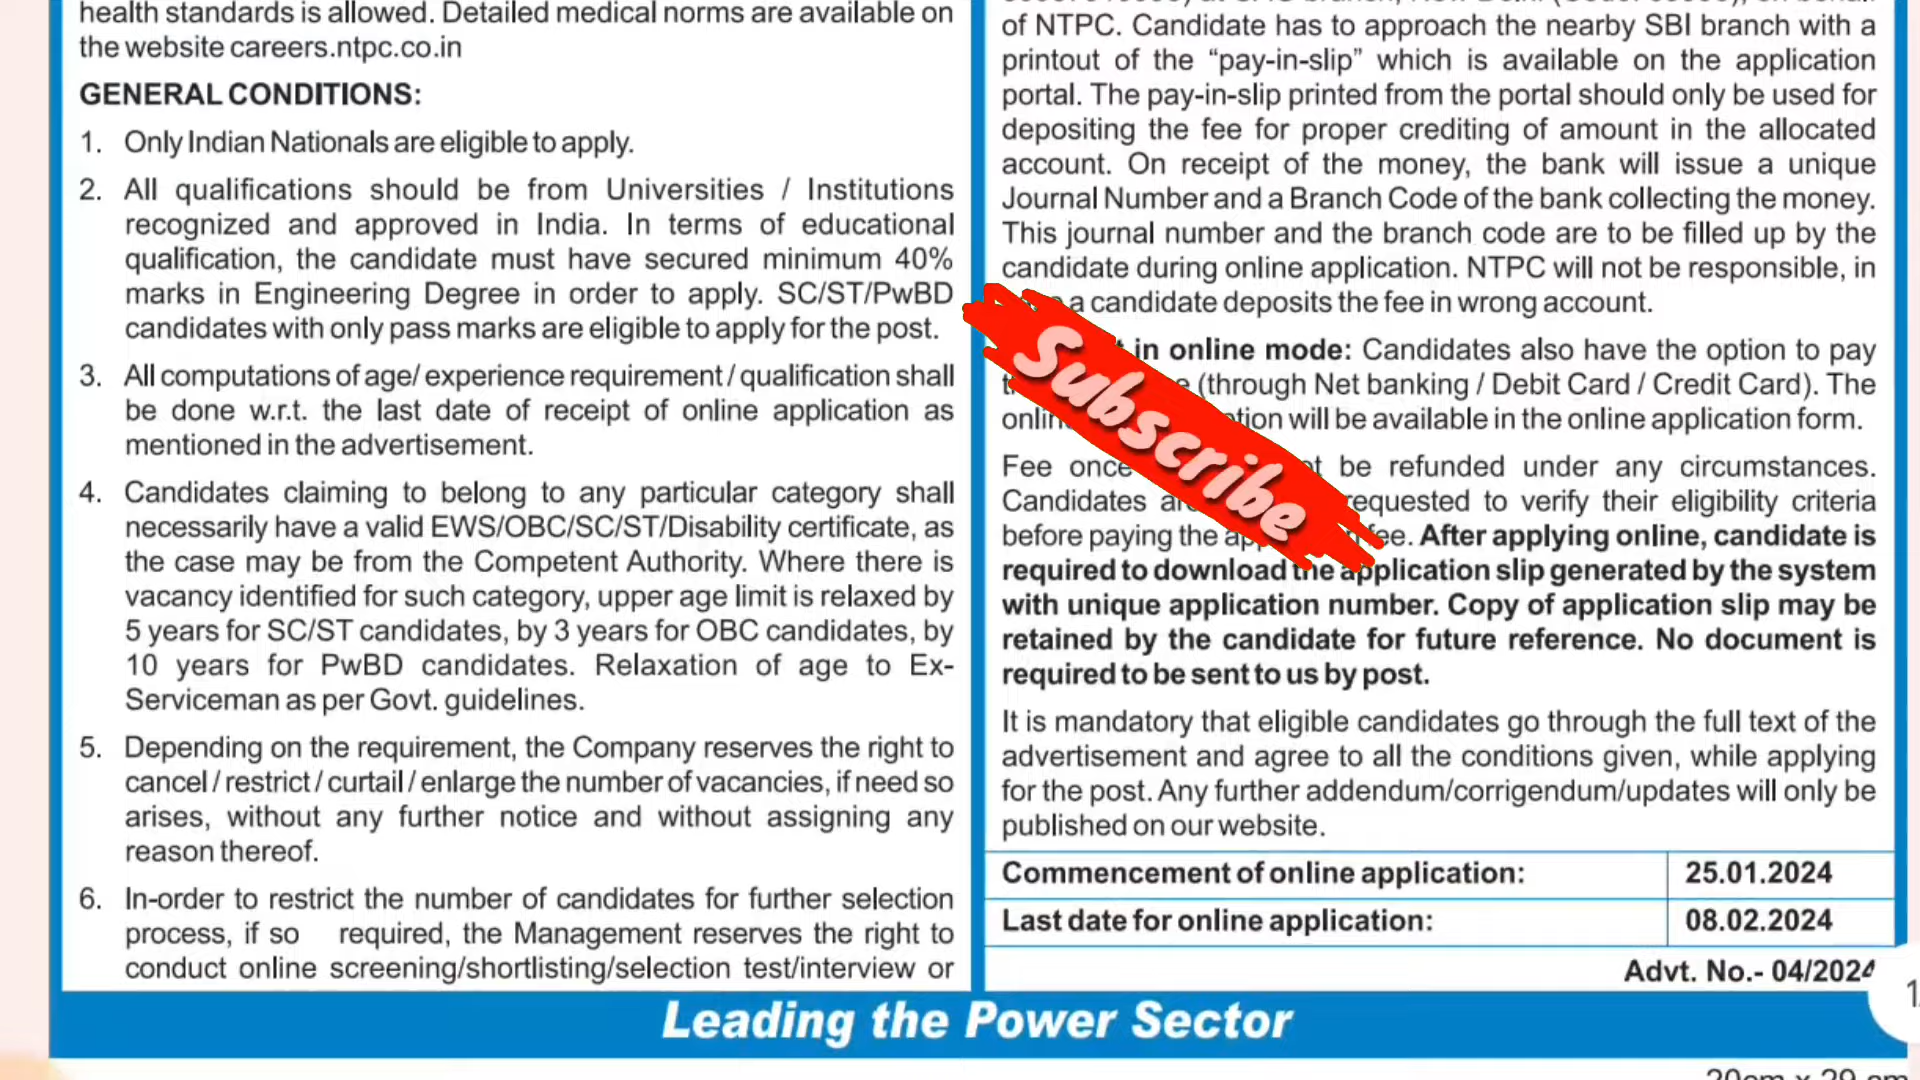 health standards is allowed. Detailed medical norms are available on
the website careers.ntpc.co.in
GENERAL CONDITIONS:
1. Only Indian Nationals are eligible to apply.
2. All qualifications should be from Universities / Institutions
recognized and approved in India. In terms of educational
qualification, the candidate must have secured minimum 40%
marks in Engineering Degree in order to apply. SC/ST/PwBD
candidates with only pass marks are eligible to apply for the post.
3. All computations of age/ experience requirement / qualification shall
be done w.r.t. the last date of receipt of online application as
mentioned in the advertisement.
4. Candidates claiming to belong to any particular category shall
necessarily have a valid EWS/OBC/SC/ST/Disability certificate, as
the case may be from the Competent Authority. Where there is
vacancy identified for such category, upper age limit is relaxed by
5 years for SC/ST candidates, by 3 years for OBC candidates, by
10 years for PwBD candidates. Relaxation of age to Ex-
Serviceman as per Govt. guidelines.
5. Depending on the requirement, the Company reserves the right to
cancel / restrict / curtail / enlarge the number of vacancies, if need so
arises, without any further notice and without assigning any
reason thereof.
6. In-order to restrict the number of candidates for further selection
process, if so required, the Management reserves the right to
conduct online screening/shortlisting/selection test/interview or
of NTPC. Candidate has to approach the nearby SBI branch with a
printout of the “pay-in-slip” which is available on the application
portal. The pay-in-slip printed from the portal should only be used for
depositing the fee for proper crediting of amount in the allocated
account. On receipt of the money, the bank will issue a unique
Journal Number and a Branch Code of the bank collecting the money.
This journal number and the branch code are to be filled up by the
candidate during online application. NTPC will not be responsible, in
a candidate deposits the fee in wrong account.
in online mode: Candidates also have the option to pay
(through Net banking / Debit Card / Credit Card). The
will be available in the online application form.
Fee once be refunded under any circumstances.
Candidates requested to verify their eligibility criteria
before paying the fee. After applying online, candidate is
required to download the application slip generated by the system
with unique application number. Copy of application slip may be
retained by the candidate for future reference. No document is
required to be sent to us by post.
It is mandatory that eligible candidates go through the full text of the
advertisement and agree to all the conditions given, while applying
for the post. Any further addendum/corrigendum/updates will only be
published on our website.
Commencement of online application: 25.01.2024
Last date for online application: 08.02.2024
Advt. No.- 04/2024
Subscribe
Leading the Power Sector